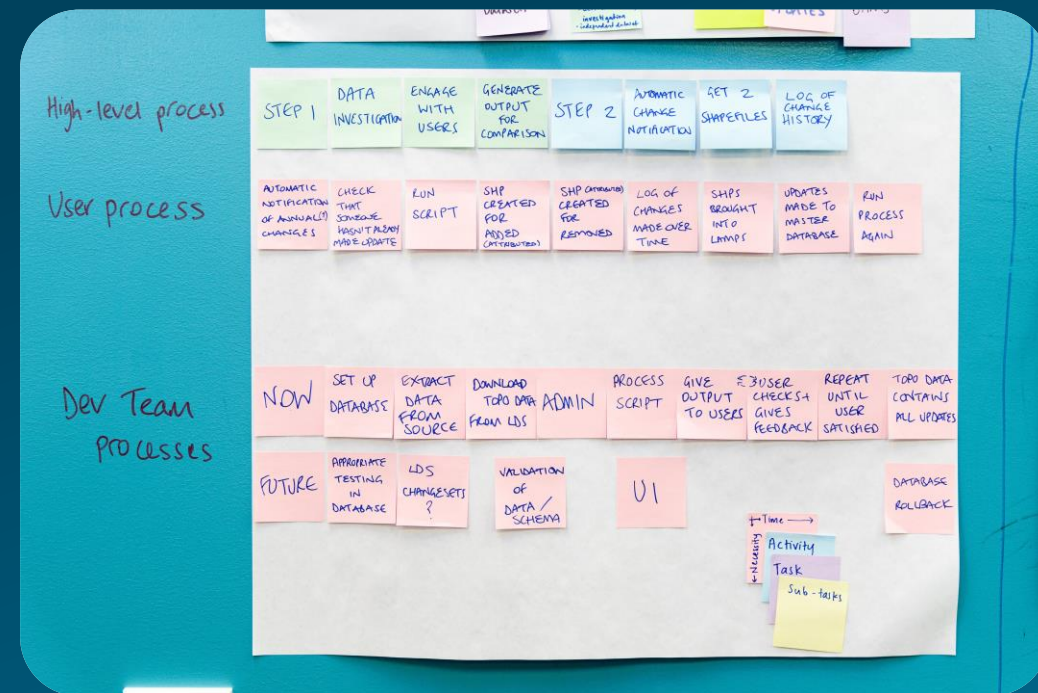 investigation
- independent dataset
High-level process
STEP 1
DATA
INVESTIGATION
ENGAGE
WITH
USERS
GENERATE
OUTPUT
FOR
COMPARISON
STEP 2
AUTOMATIC
CHANGE
NOTIFICATION
GET 2
SHAPEFILES
LOG OF
CHANGE
HISTORY
User process
AUTOMATIC
NOTIFICATION
OF ANNUAL(?)
CHANGES
CHECK
THAT
SOMEONE
HASN'T ALREADY
MADE UPDATE
RUN
SCRIPT
SHP
CREATED
FOR
ADDED
(ATTRIBUTED)
SHP (ATTRIBUTED)
CREATED
FOR
REMOVED
LOG OF
CHANGES
MADE OVER
TIME
SHPS
BROUGHT
INTO
LAMPS
UPDATES
MADE TO
MASTER
DATABASE
RUN
PROCESS
AGAIN
Dev Team
processes
NOW
SET UP
DATABASE
EXTRACT
DATA
FROM
SOURCE
DOWNLOAD
TOPO DATA
FROM LDS
ADMIN
PROCESS
SCRIPT
GIVE
OUTPUT
TO USERS
USER
CHECKS +
GIVES
FEEDBACK
REPEAT
UNTIL
USER
SATISFIED
TOPO DATA
CONTAINS
ALL UPDATES
FUTURE
APPROPRIATE
TESTING
IN
DATABASE
LDS
CHANGESETS
?
VALIDATION
OF
DATA /
SCHEMA
UI
DATABASE
ROLLBACK
Time →
← Necessity
Activity
Task
Sub-tasks